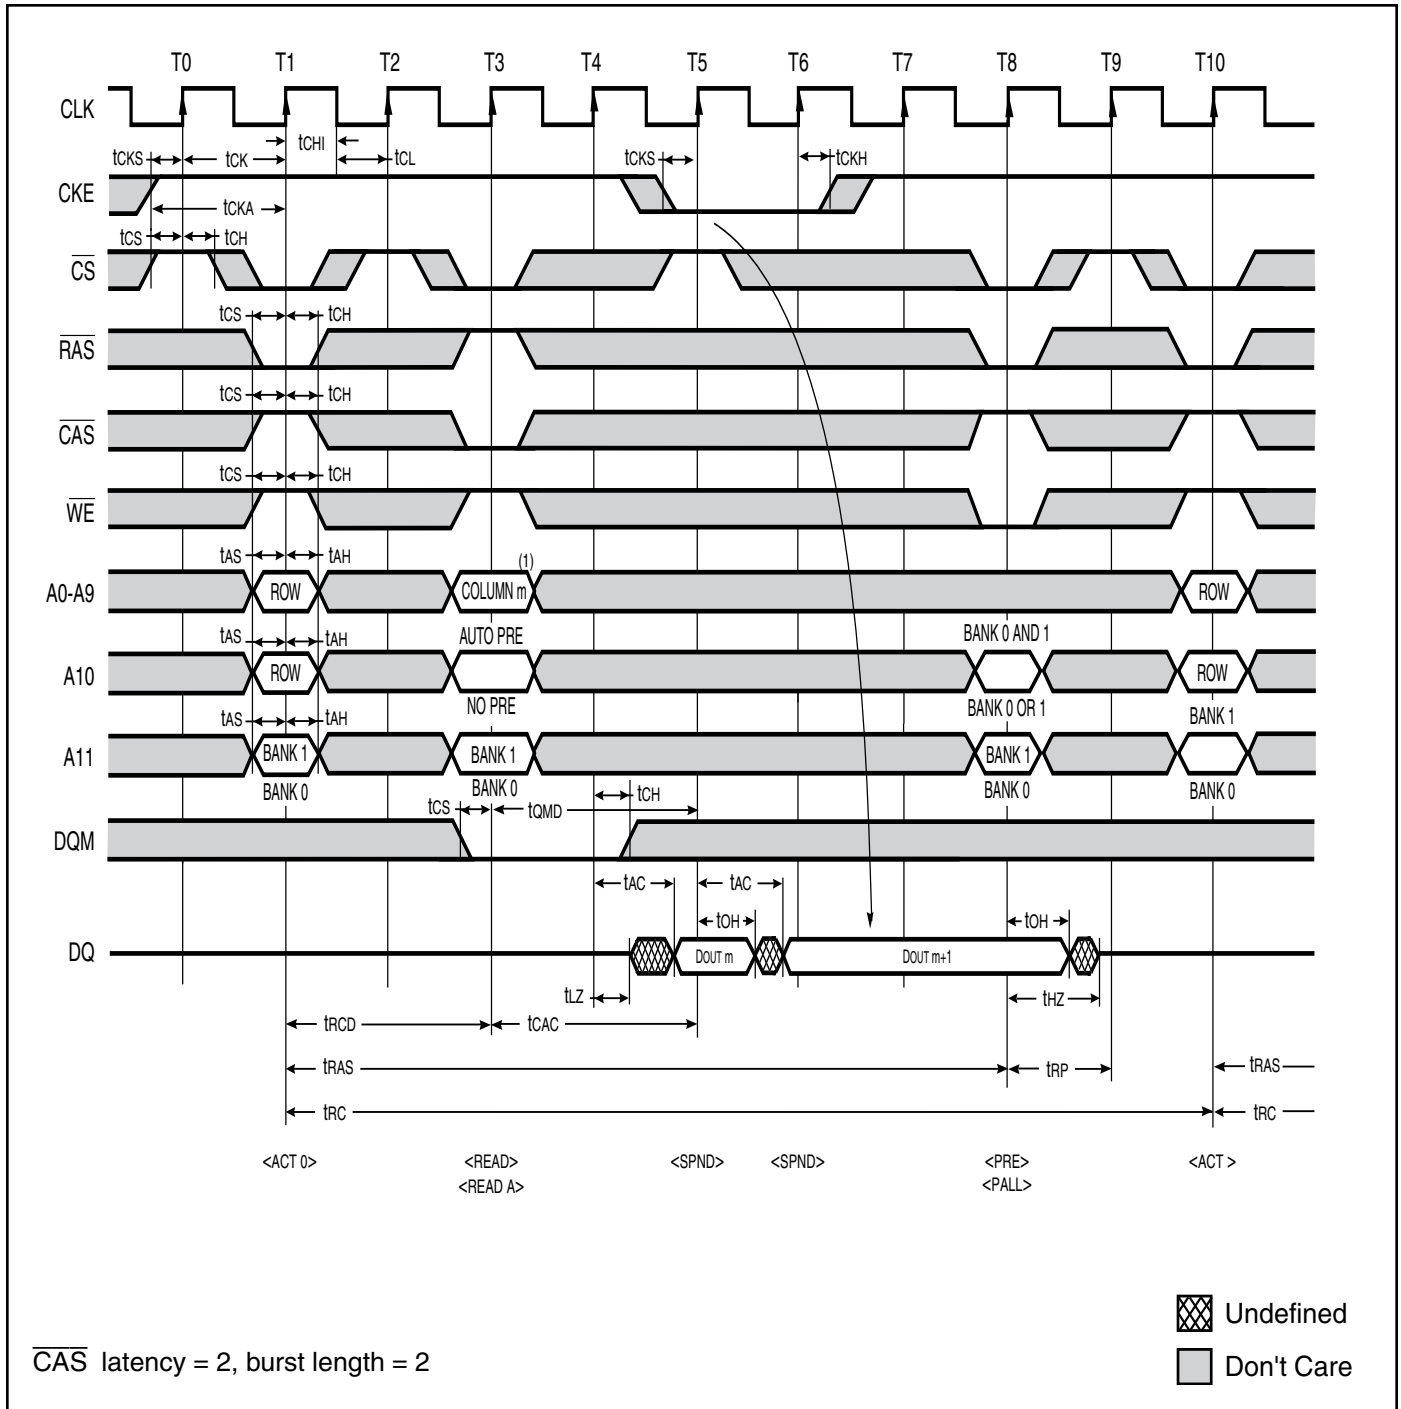 T0 T1 T2 T3 T4 T5 T6 T7 T8 T9 T10
CLK
tCHI
tCKS tCK tCL tCKS tCKH
CKE
tCKA
tCS tCH
CS
tCS tCH
RAS
tCS tCH
CAS
tCS tCH
WE
tAS tAH (1)
A0-A9 ROW COLUMN m ROW
tAS tAH AUTO PRE BANK 0 AND 1
A10 ROW ROW
NO PRE BANK 0 OR 1 BANK 1
tAS tAH
A11 BANK 1 BANK 1 BANK 1
BANK 0 BANK 0 BANK 0 BANK 0
tCS tQMD tCH
DQM
tAC tAC
tOH tOH
DQ DOUT m DOUT m+1
tLZ tHZ
tRCD tCAC
tRAS tRP tRAS
tRC tRC
<ACT 0> <READ> <SPND> <SPND> <PRE> <ACT >
<READ A> <PALL>
Undefined
CAS latency = 2, burst length = 2
Don't Care